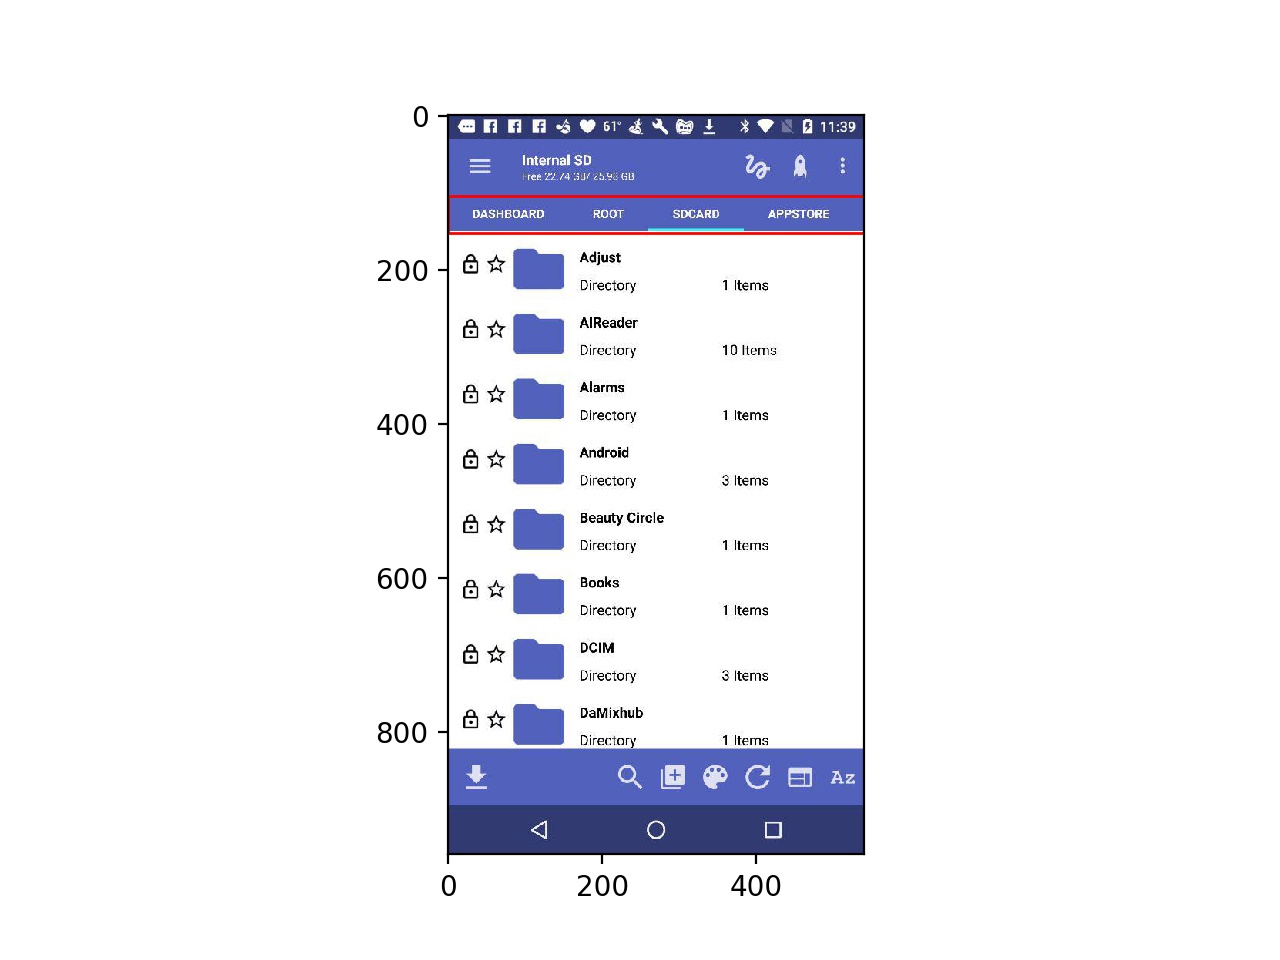 0
61° 11:39
Internal SD
Free 22.74 GB/ 25.98 GB
DASHBOARD ROOT SDCARD APPSTORE
200
Adjust
Directory 1 Items
AlReader
Directory 10 Items
400
Alarms
Directory 1 Items
Android
Directory 3 Items
Beauty Circle
Directory 1 Items
600
Books
Directory 1 Items
DCIM
Directory 3 Items
800
DaMixhub
Directory 1 Items
Az
0 200 400